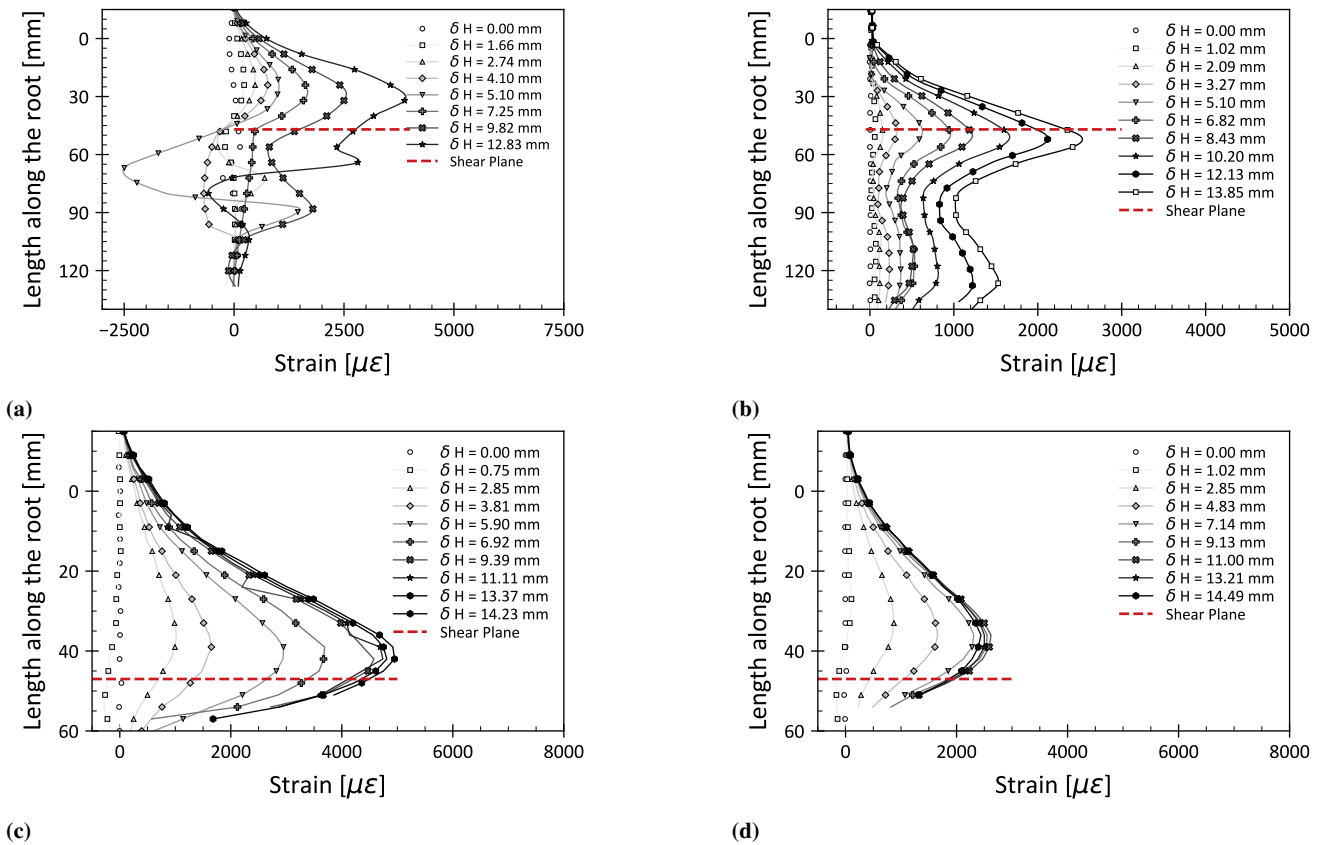 Length along the root [mm]
0
30
60
90
120
−2500
0
2500
5000
7500
Strain [με]
δ H = 0.00 mm
δ H = 1.66 mm
δ H = 2.74 mm
δ H = 4.10 mm
δ H = 5.10 mm
δ H = 7.25 mm
δ H = 9.82 mm
δ H = 12.83 mm
Shear Plane
(a)
Length along the root [mm]
0
30
60
90
120
0
1000
2000
3000
4000
5000
Strain [με]
δ H = 0.00 mm
δ H = 1.02 mm
δ H = 2.09 mm
δ H = 3.27 mm
δ H = 5.10 mm
δ H = 6.82 mm
δ H = 8.43 mm
δ H = 10.20 mm
δ H = 12.13 mm
δ H = 13.85 mm
Shear Plane
(b)
Length along the root [mm]
0
20
40
60
0
2000
4000
6000
8000
Strain [με]
δ H = 0.00 mm
δ H = 0.75 mm
δ H = 2.85 mm
δ H = 3.81 mm
δ H = 5.90 mm
δ H = 6.92 mm
δ H = 9.39 mm
δ H = 11.11 mm
δ H = 13.37 mm
δ H = 14.23 mm
Shear Plane
(c)
Length along the root [mm]
0
20
40
60
0
2000
4000
6000
8000
Strain [με]
δ H = 0.00 mm
δ H = 1.02 mm
δ H = 2.85 mm
δ H = 4.83 mm
δ H = 7.14 mm
δ H = 9.13 mm
δ H = 11.00 mm
δ H = 13.21 mm
δ H = 14.49 mm
Shear Plane
(d)